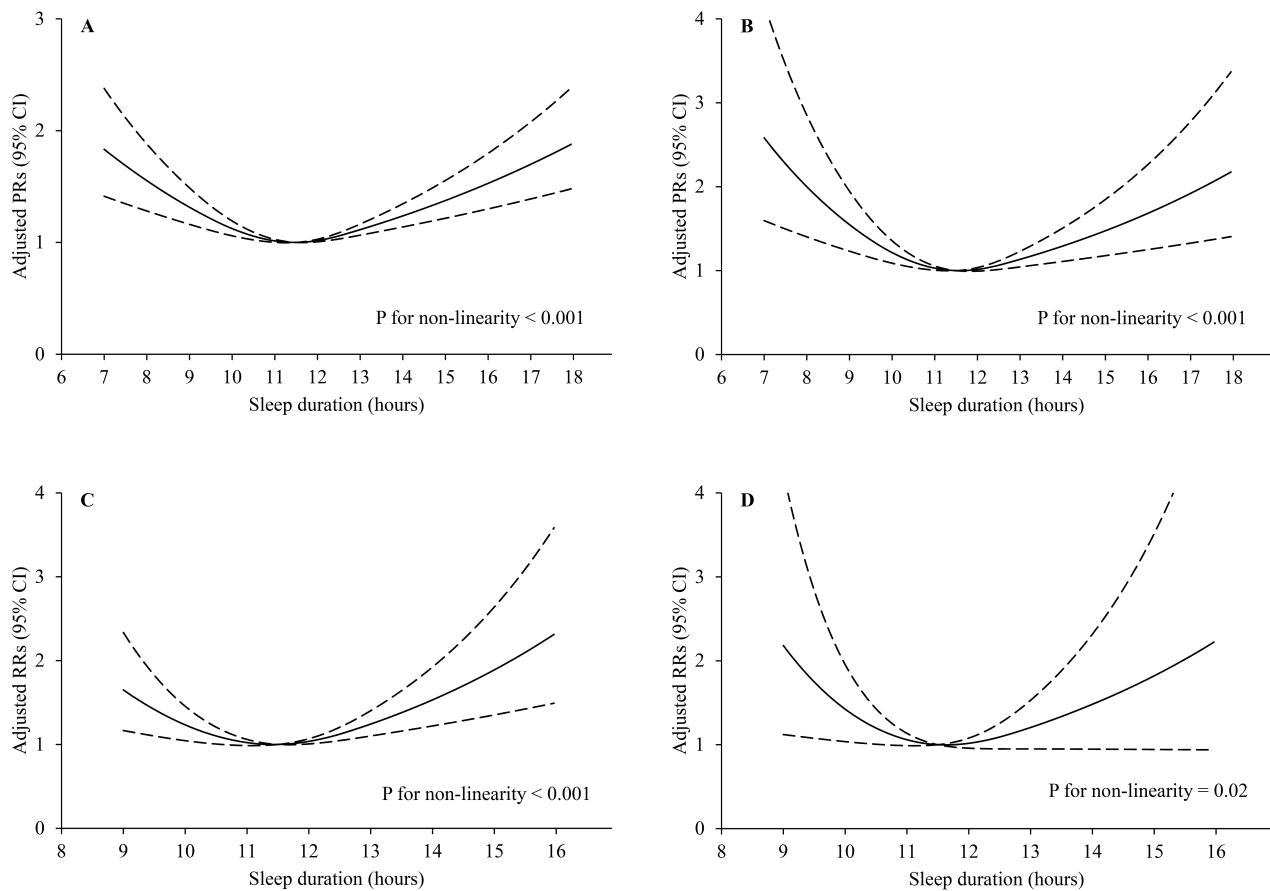 A
Adjusted PRs (95% CI)
3
2
1
0
P for non-linearity < 0.001
6 7 8 9 10 11 12 13 14 15 16 17 18
Sleep duration (hours)
B
Adjusted PRs (95% CI)
4
3
2
1
0
P for non-linearity < 0.001
6 7 8 9 10 11 12 13 14 15 16 17 18
Sleep duration (hours)
C
Adjusted RRs (95% CI)
4
3
2
1
0
P for non-linearity < 0.001
8 9 10 11 12 13 14 15 16
Sleep duration (hours)
D
Adjusted RRs (95% CI)
4
3
2
1
0
P for non-linearity = 0.02
8 9 10 11 12 13 14 15 16
Sleep duration (hours)